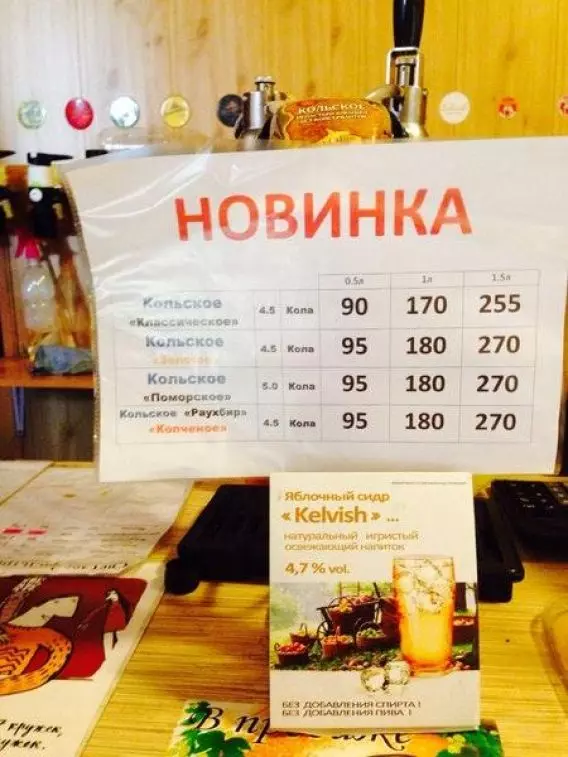 КОЛЬСКОЕ
НОВИНКА
0.5л 1л 1.5л
Кольское «Классическое» 4.5 Кола 90 170 255
Кольское «Золотое» 4.5 Кола 95 180 270
Кольское «Поморское» 5.0 Кола 95 180 270
Кольское «Раухбир» «Копченое» 4.5 Кола 95 180 270
Яблочный сидр
« Kelvish» ...
натуральный игристый
освежающий напиток
4,7 % vol.
БЕЗ ДОБАВЛЕНИЯ СПИРТА !
БЕЗ ДОБАВЛЕНИЯ ПИВА !
кружек,